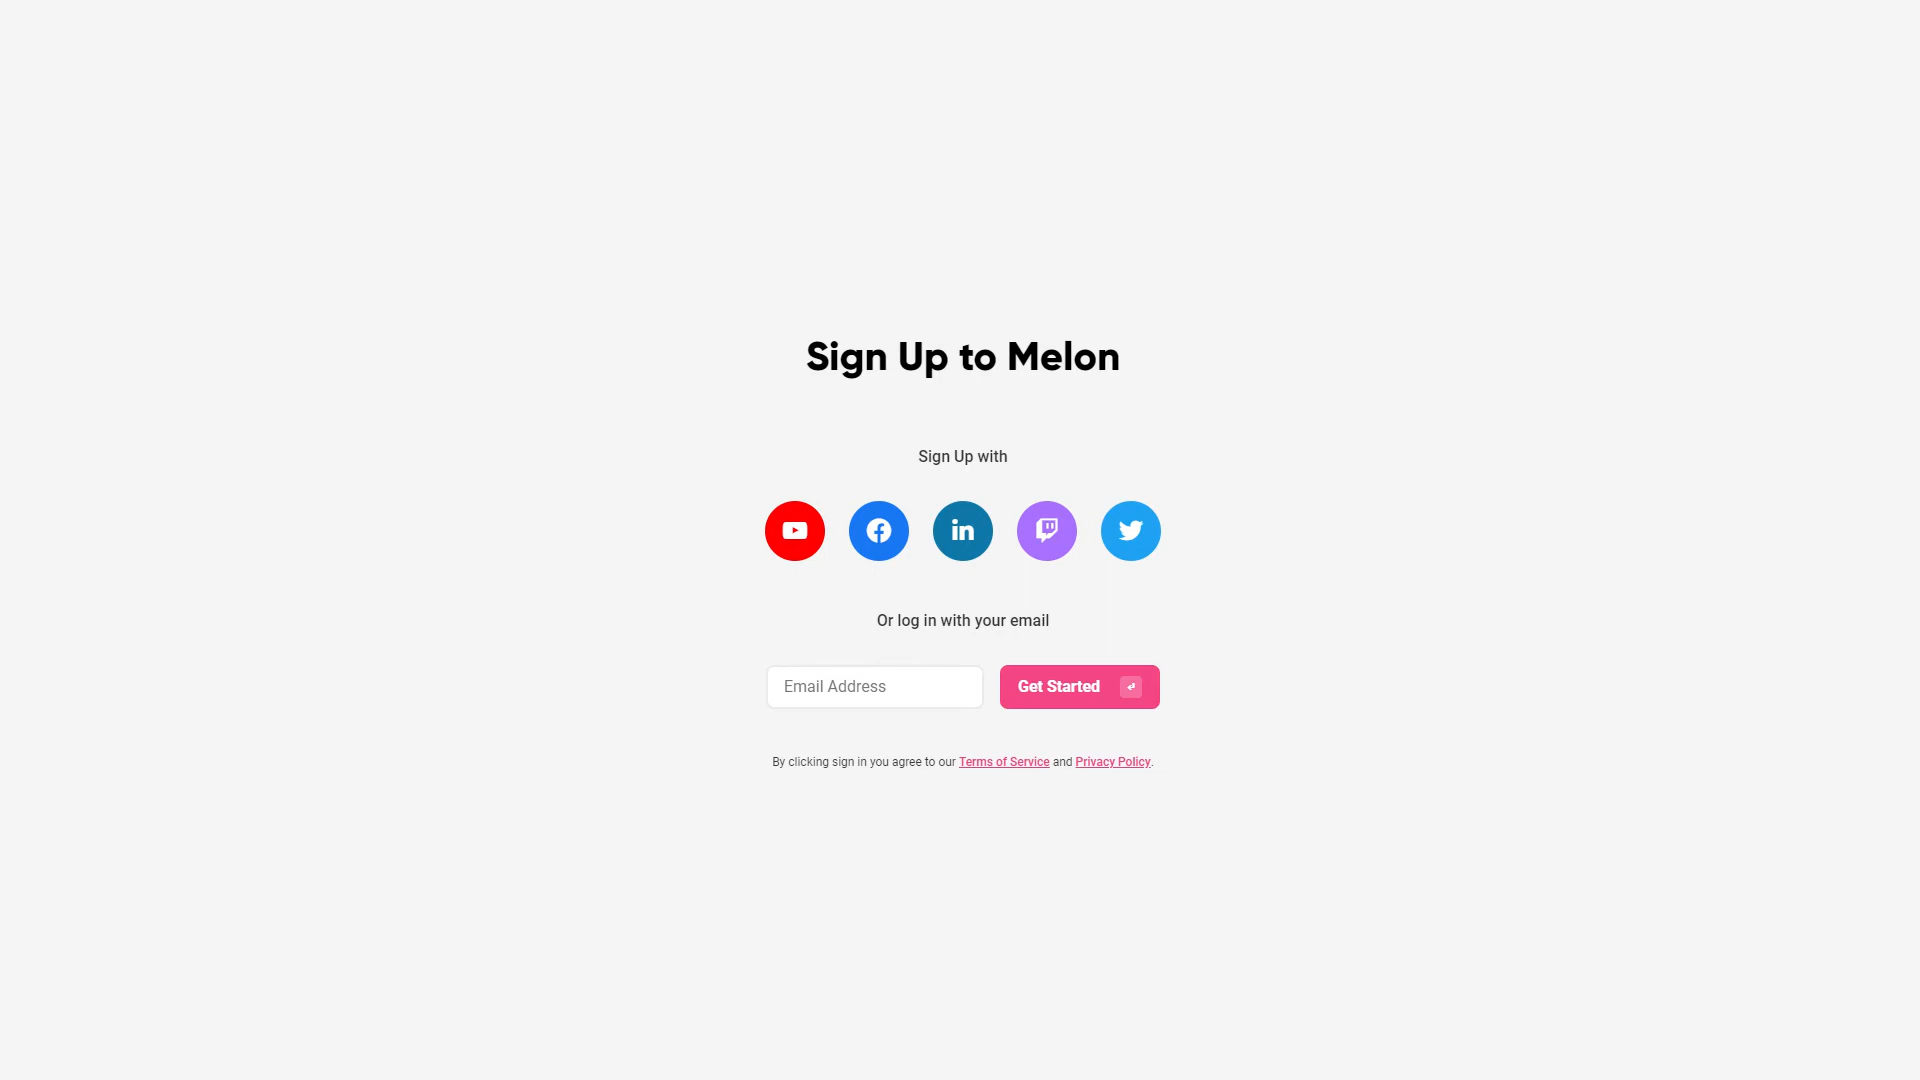 Sign Up to Melon
Sign Up with
Or log in with your email
Email Address
Get Started
By clicking sign in you agree to our Terms of Service and Privacy Policy.